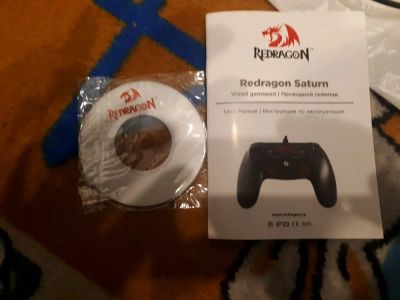 REDRAGON
REDRAGON
Redragon Saturn
Wired gamepad | Проводной геймпад
User Manual | Инструкция по эксплуатации
www.redragon.ru
IP20 CE